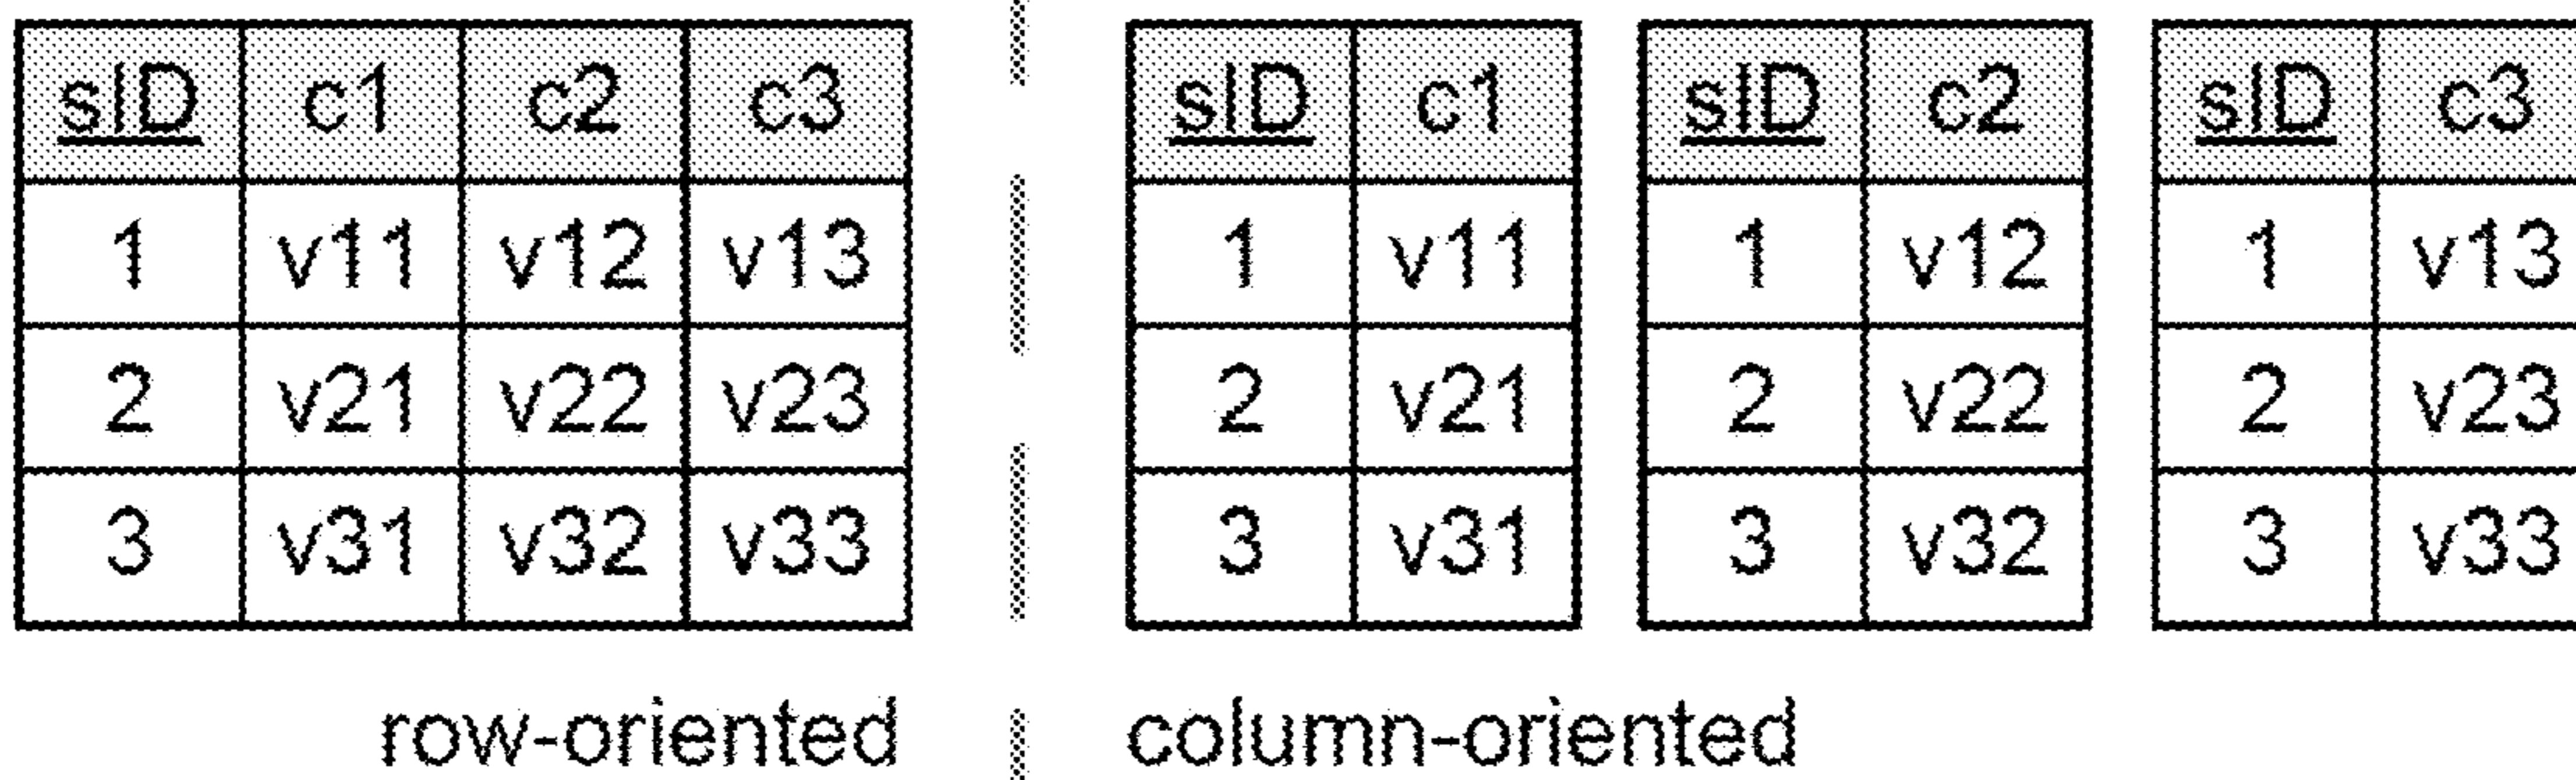 sID c1 c2 c3 sID c1 sID c2 sID c3
1 v11 v12 v13 1 v11 1 v12 1 v13
2 v21 v22 v23 2 v21 2 v22 2 v23
3 v31 v32 v33 3 v31 3 v32 3 v33
row-oriented column-oriented